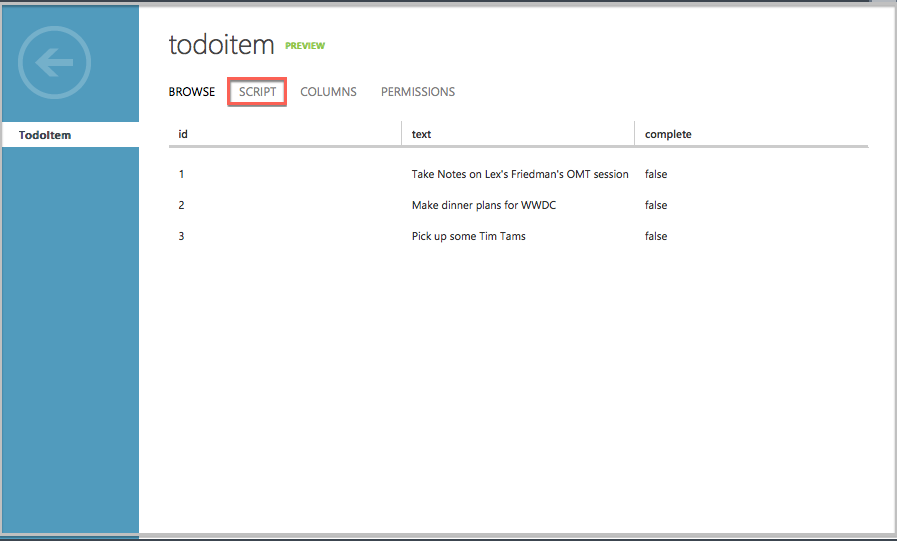 todoitem PREVIEW
BROWSE SCRIPT COLUMNS PERMISSIONS
TodoItem
id text complete
1 Take Notes on Lex's Friedman's OMT session false
2 Make dinner plans for WWDC false
3 Pick up some Tim Tams false